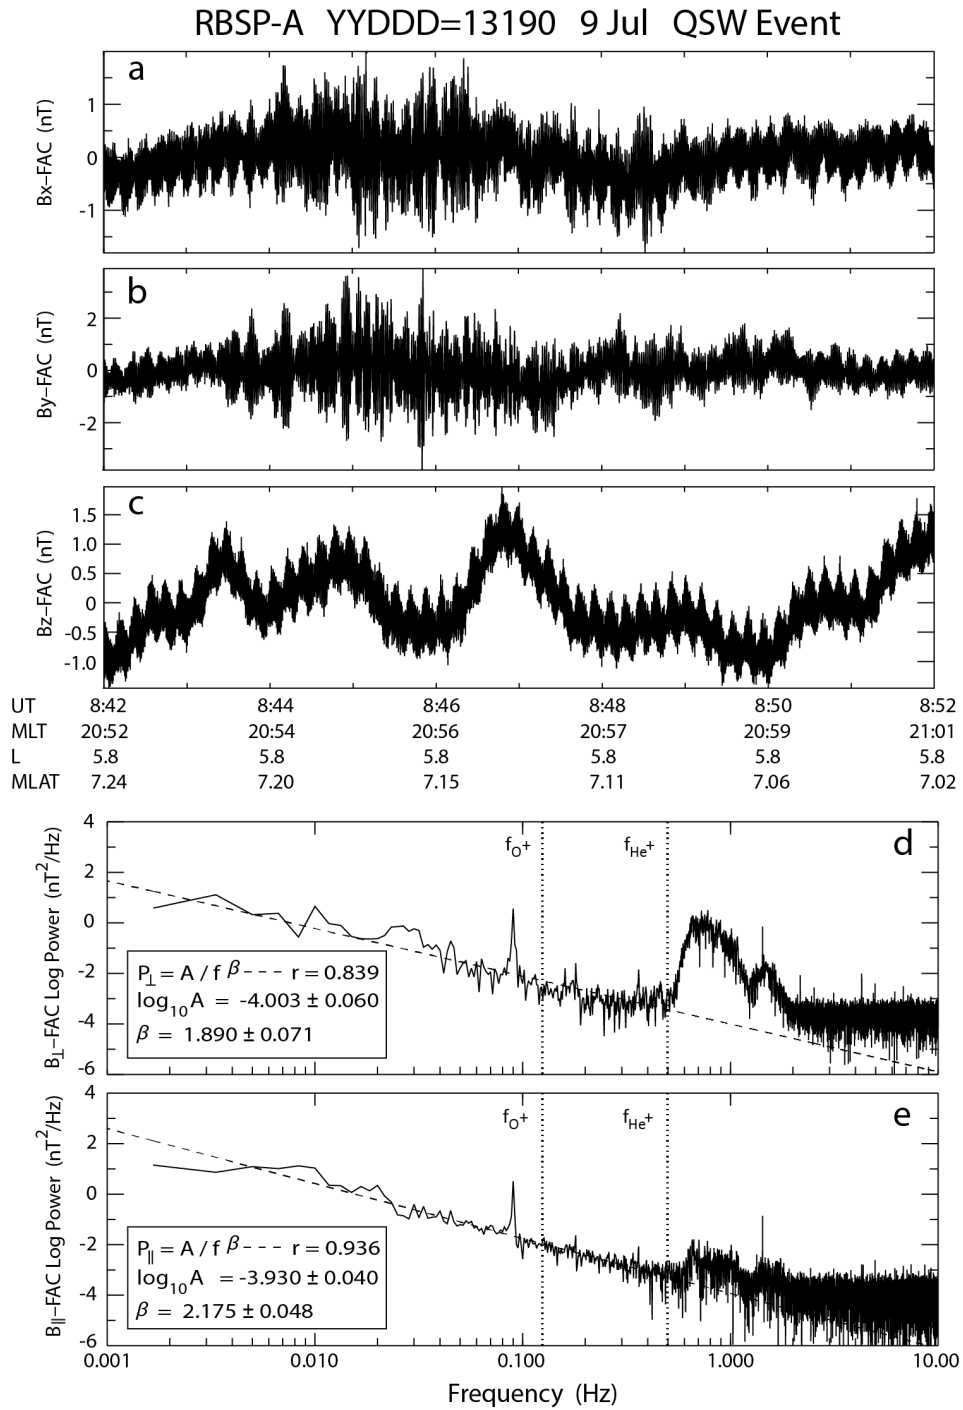 RBSP-A YYDDD=13190 9 Jul QSW Event
a
Bx–FAC (nT)
1
0
-1
b
By–FAC (nT)
2
0
-2
c
Bz–FAC (nT)
1.5
1.0
0.5
0
-0.5
-1.0
UT 8:42 8:44 8:46 8:48 8:50 8:52
MLT 20:52 20:54 20:56 20:57 20:59 21:01
L 5.8 5.8 5.8 5.8 5.8 5.8
MLAT 7.24 7.20 7.15 7.11 7.06 7.02
d
B⊥–FAC Log Power (nT²/Hz)
4
2
0
-2
-4
-6
fO+ fHe+
P⊥ = A / f β - - - r = 0.839
log10A = -4.003 ± 0.060
β = 1.890 ± 0.071
e
B||–FAC Log Power (nT²/Hz)
4
2
0
-2
-4
-6
fO+ fHe+
P|| = A / f β - - - r = 0.936
log10A = -3.930 ± 0.040
β = 2.175 ± 0.048
0.001 0.010 0.100 1.000 10.00
Frequency (Hz)